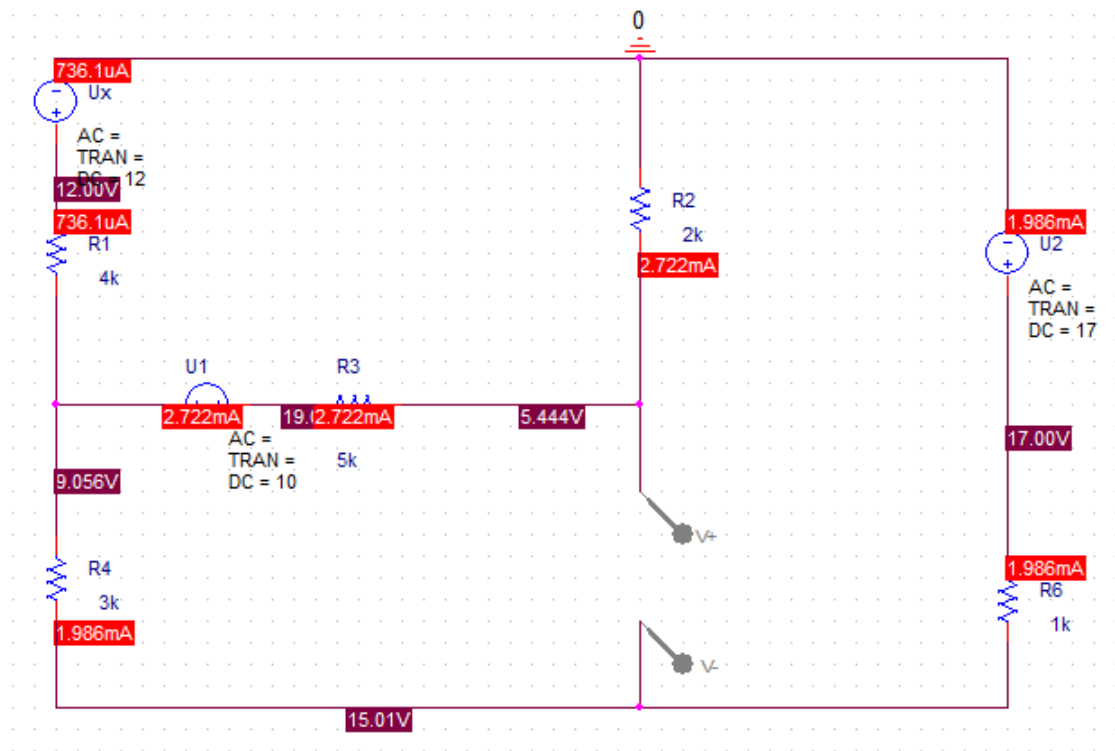 0
736.1uA
Ux
AC =
TRAN =
DC = 12
12.00V
736.1uA
R1
4k
R2
2k
2.722mA
1.986mA
U2
AC =
TRAN =
DC = 17
U1
R3
2.722mA
19.0
2.722mA
5.444V
AC =
TRAN =
DC = 10
5k
17.00V
9.056V
V+
R4
3k
1.986mA
1.986mA
R6
1k
V-
15.01V